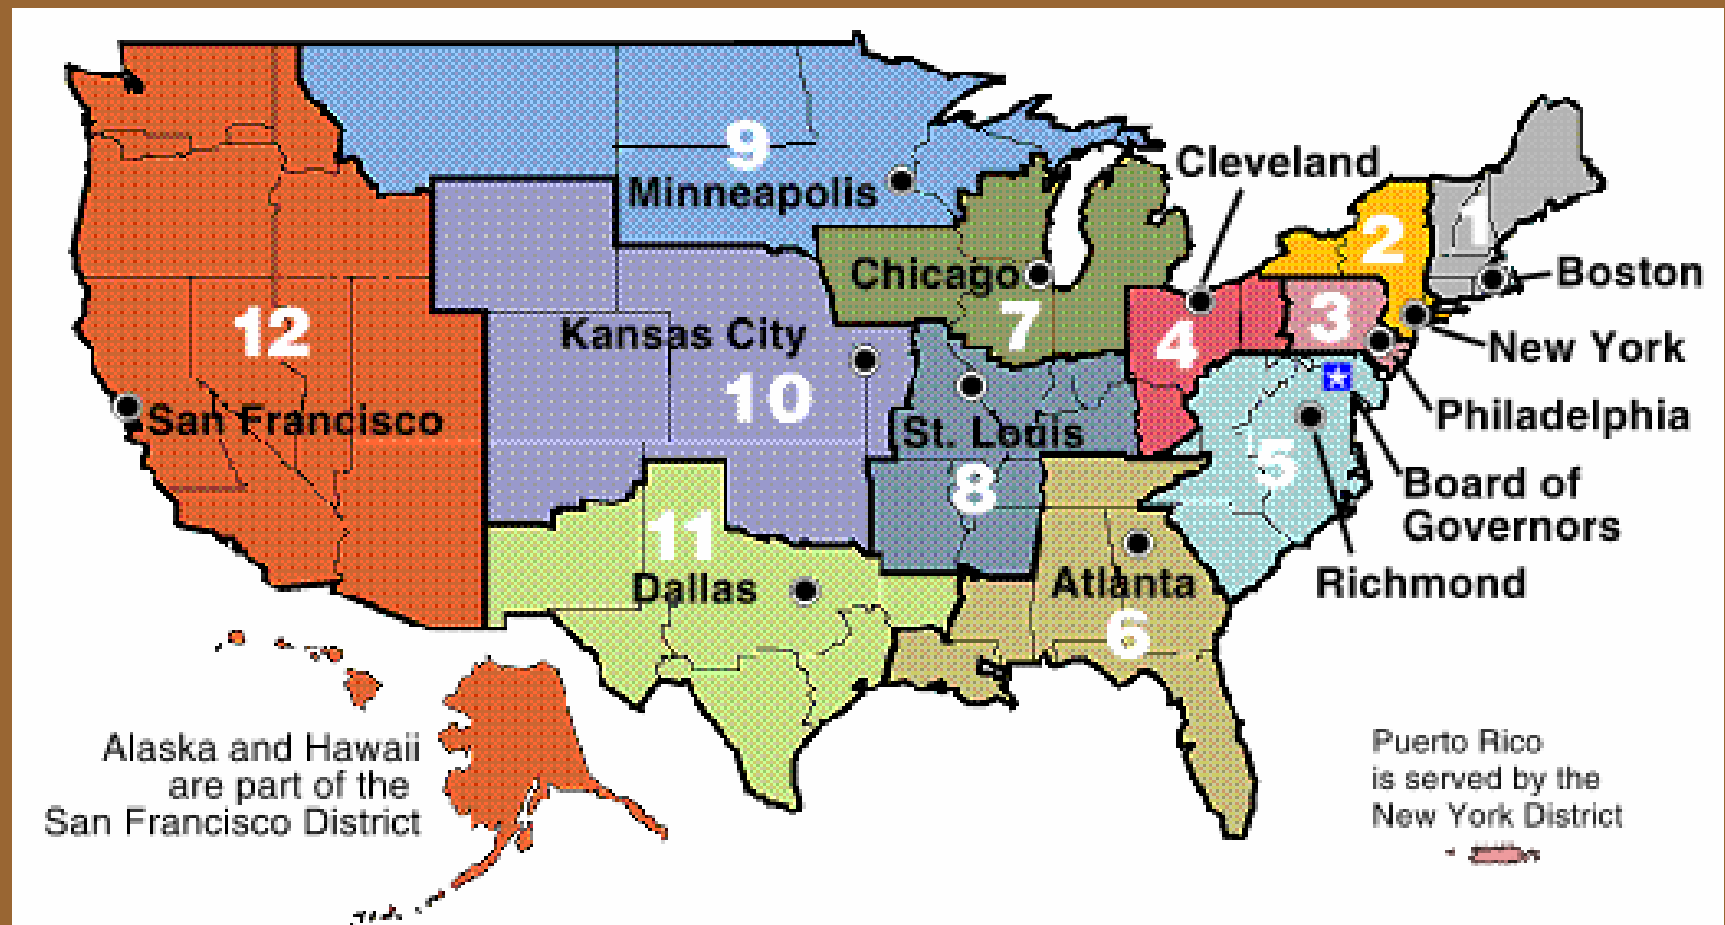 9
Minneapolis
Cleveland
2
1
Boston
Chicago
7
12
Kansas City
4
3
New York
10
San Francisco
St. Louis
Philadelphia
8
5
Board of
Governors
11
Dallas
Atlanta
Richmond
6
Alaska and Hawaii
are part of the
San Francisco District
Puerto Rico
is served by the
New York District